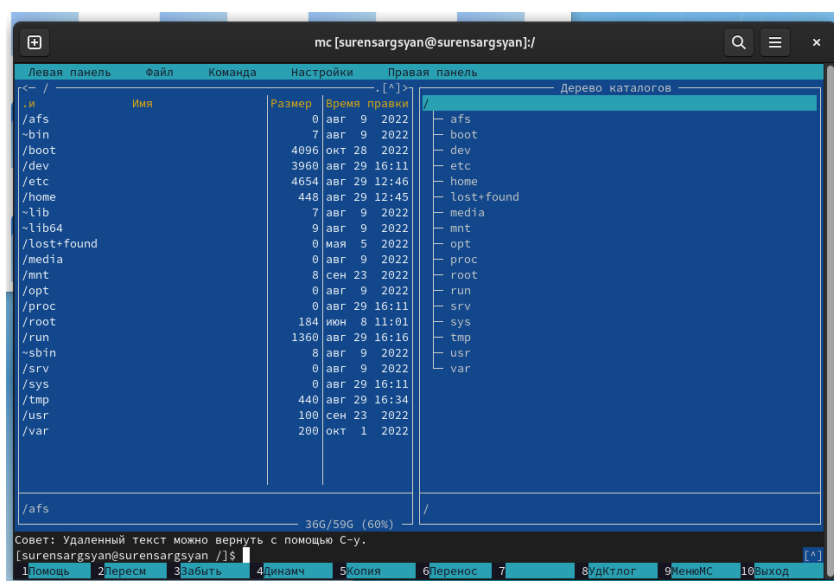 mc [surensargsyan@surensargsyan]:/
Левая панель Файл Команда Настройки Правая панель
<- / .[^]> Дерево каталогов
.и Имя Размер Время правки /
/afs 0 авг 9 2022 afs
~bin 7 авг 9 2022 boot
/boot 4096 окт 28 2022 dev
/dev 3960 авг 29 16:11 etc
/etc 4654 авг 29 12:46 home
/home 448 авг 29 12:45 lost+found
~lib 7 авг 9 2022 media
~lib64 9 авг 9 2022 mnt
/lost+found 0 мая 5 2022 opt
/media 0 авг 9 2022 proc
/mnt 8 сен 23 2022 root
/opt 0 авг 9 2022 run
/proc 0 авг 29 16:11 srv
/root 184 июн 8 11:01 sys
/run 1360 авг 29 16:16 tmp
~sbin 8 авг 9 2022 usr
/srv 0 авг 9 2022 var
/sys 0 авг 29 16:11
/tmp 440 авг 29 16:34
/usr 100 сен 23 2022
/var 200 окт 1 2022
/afs /
36G/59G (60%)
Совет: Удаленный текст можно вернуть с помощью C-y.
[surensargsyan@surensargsyan /]$ [^]
1Помощь 2Пересм 3Забыть 4Динамч 5Копия 6Перенос 7 8УдКтлог 9МенюMC 10Выход